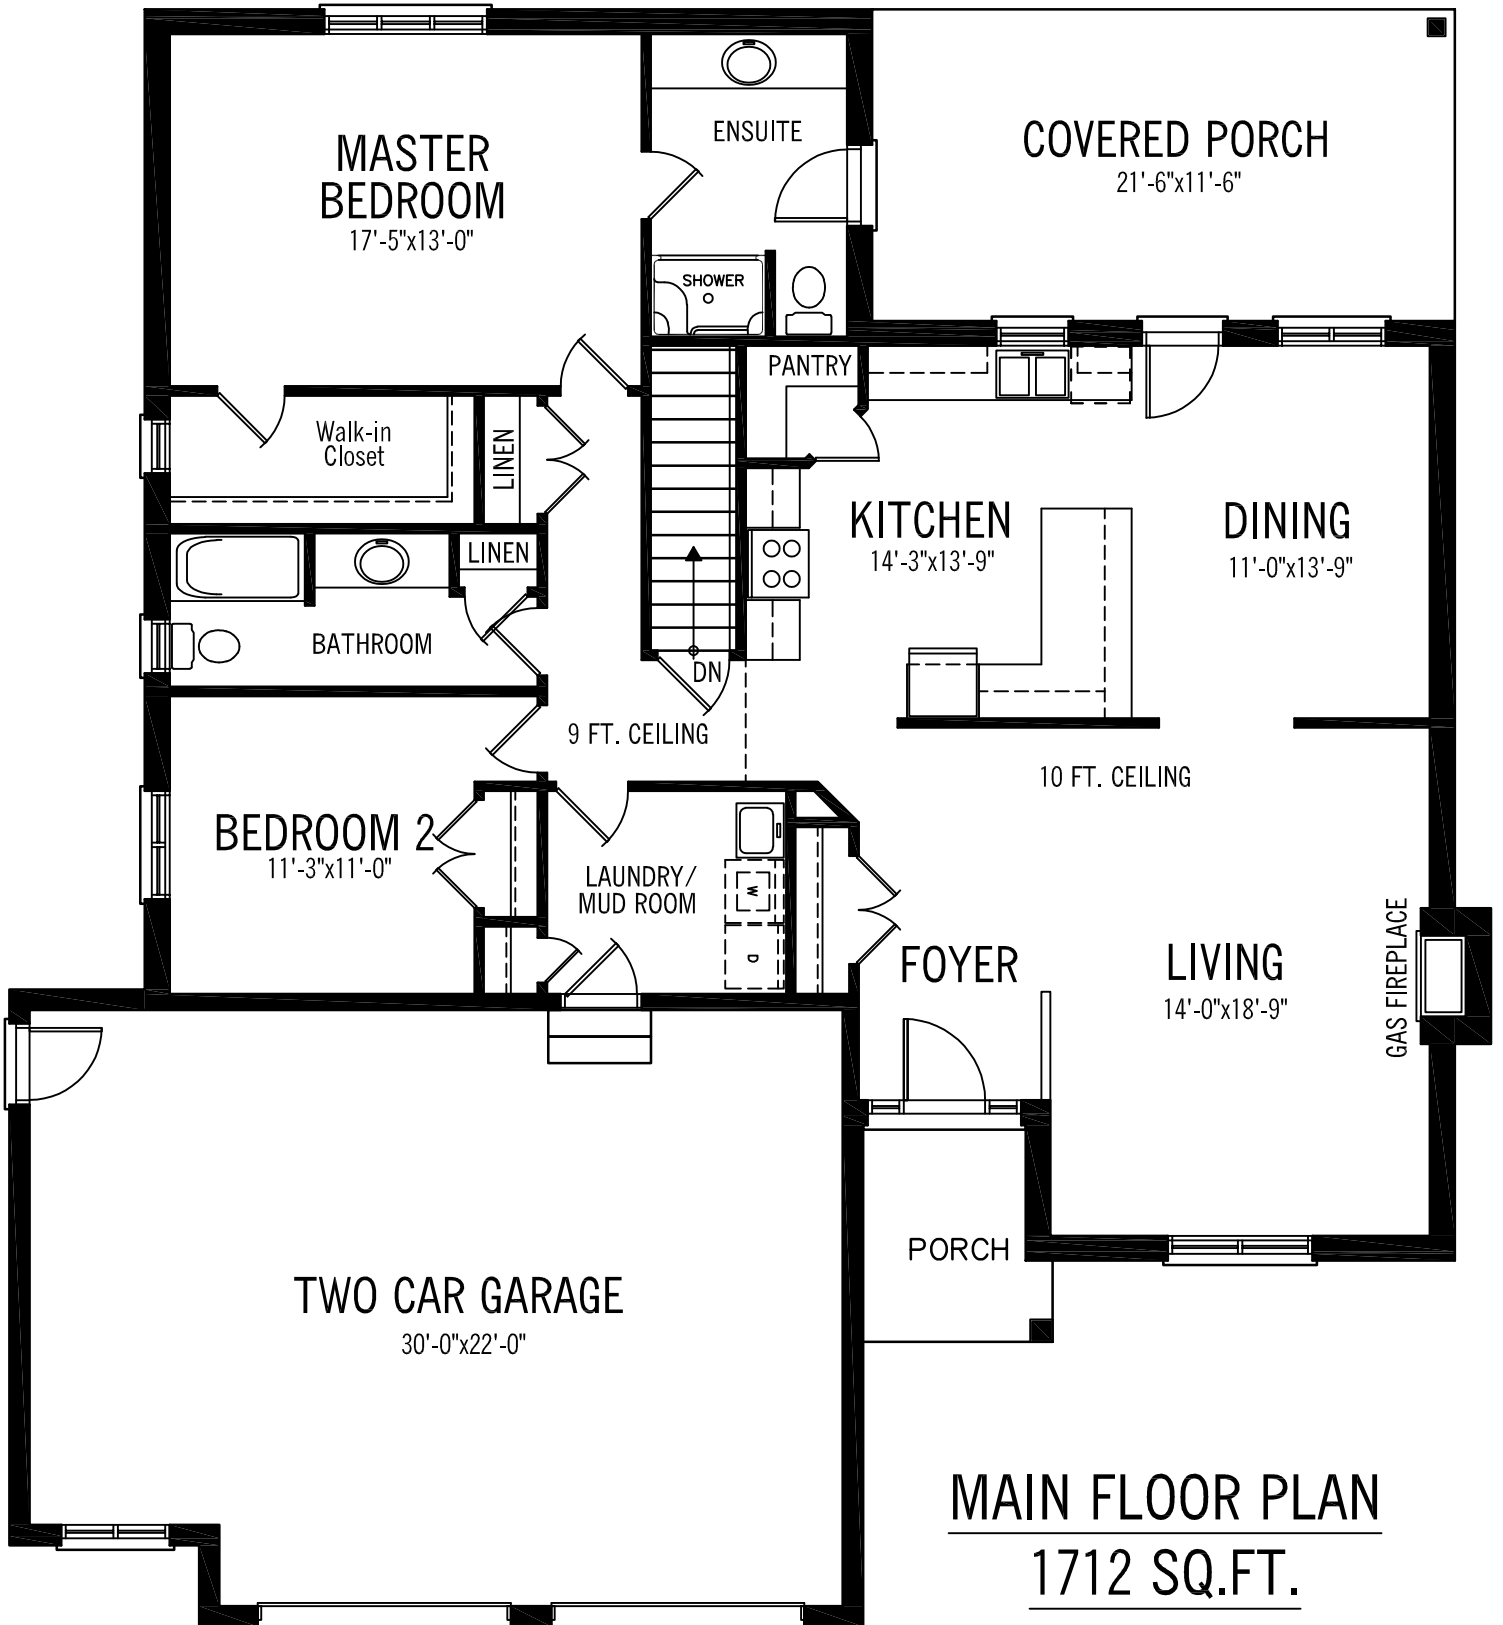 MASTER
BEDROOM
17'-5"x13'-0"
ENSUITE
COVERED PORCH
21'-6"x11'-6"
SHOWER
PANTRY
Walk-in
Closet
LINEN
KITCHEN
14'-3"x13'-9"
DINING
11'-0"x13'-9"
LINEN
BATHROOM
DN
9 FT. CEILING
10 FT. CEILING
BEDROOM 2
11'-3"x11'-0"
LAUNDRY/
MUD ROOM
W
D
FOYER
LIVING
14'-0"x18'-9"
GAS FIREPLACE
PORCH
TWO CAR GARAGE
30'-0"x22'-0"
MAIN FLOOR PLAN
1712 SQ.FT.